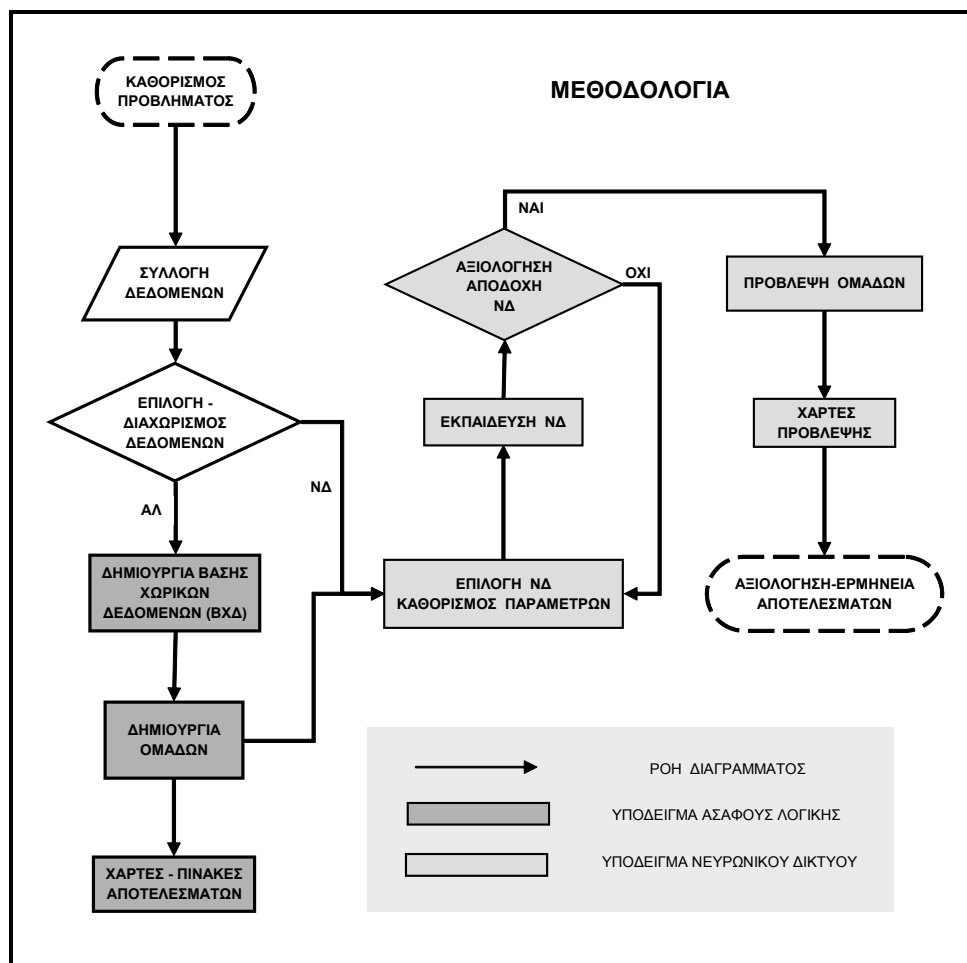 ΜΕΘΟΔΟΛΟΓΙΑ
ΚΑΘΟΡΙΣΜΟΣ
ΠΡΟΒΛΗΜΑΤΟΣ
ΣΥΛΛΟΓΗ
ΔΕΔΟΜΕΝΩΝ
ΕΠΙΛΟΓΗ -
ΔΙΑΧΩΡΙΣΜΟΣ
ΔΕΔΟΜΕΝΩΝ
ΑΛ
ΝΔ
ΔΗΜΙΟΥΡΓΙΑ ΒΑΣΗΣ
ΧΩΡΙΚΩΝ
ΔΕΔΟΜΕΝΩΝ (ΒΧΔ)
ΔΗΜΙΟΥΡΓΙΑ
ΟΜΑΔΩΝ
ΧΑΡΤΕΣ - ΠΙΝΑΚΕΣ
ΑΠΟΤΕΛΕΣΜΑΤΩΝ
ΝΑΙ
ΑΞΙΟΛΟΓΗΣΗ
ΑΠΟΔΟΧΗ
ΝΔ
ΟΧΙ
ΕΚΠΑΙΔΕΥΣΗ ΝΔ
ΕΠΙΛΟΓΗ ΝΔ
ΚΑΘΟΡΙΣΜΟΣ ΠΑΡΑΜΕΤΡΩΝ
ΠΡΟΒΛΕΨΗ ΟΜΑΔΩΝ
ΧΑΡΤΕΣ
ΠΡΟΒΛΕΨΗΣ
ΑΞΙΟΛΟΓΗΣΗ-ΕΡΜΗΝΕΙΑ
ΑΠΟΤΕΛΕΣΜΑΤΩΝ
ΡΟΗ ΔΙΑΓΡΑΜΜΑΤΟΣ
ΥΠΟΔΕΙΓΜΑ ΑΣΑΦΟΥΣ ΛΟΓΙΚΗΣ
ΥΠΟΔΕΙΓΜΑ ΝΕΥΡΩΝΙΚΟΥ ΔΙΚΤΥΟΥ